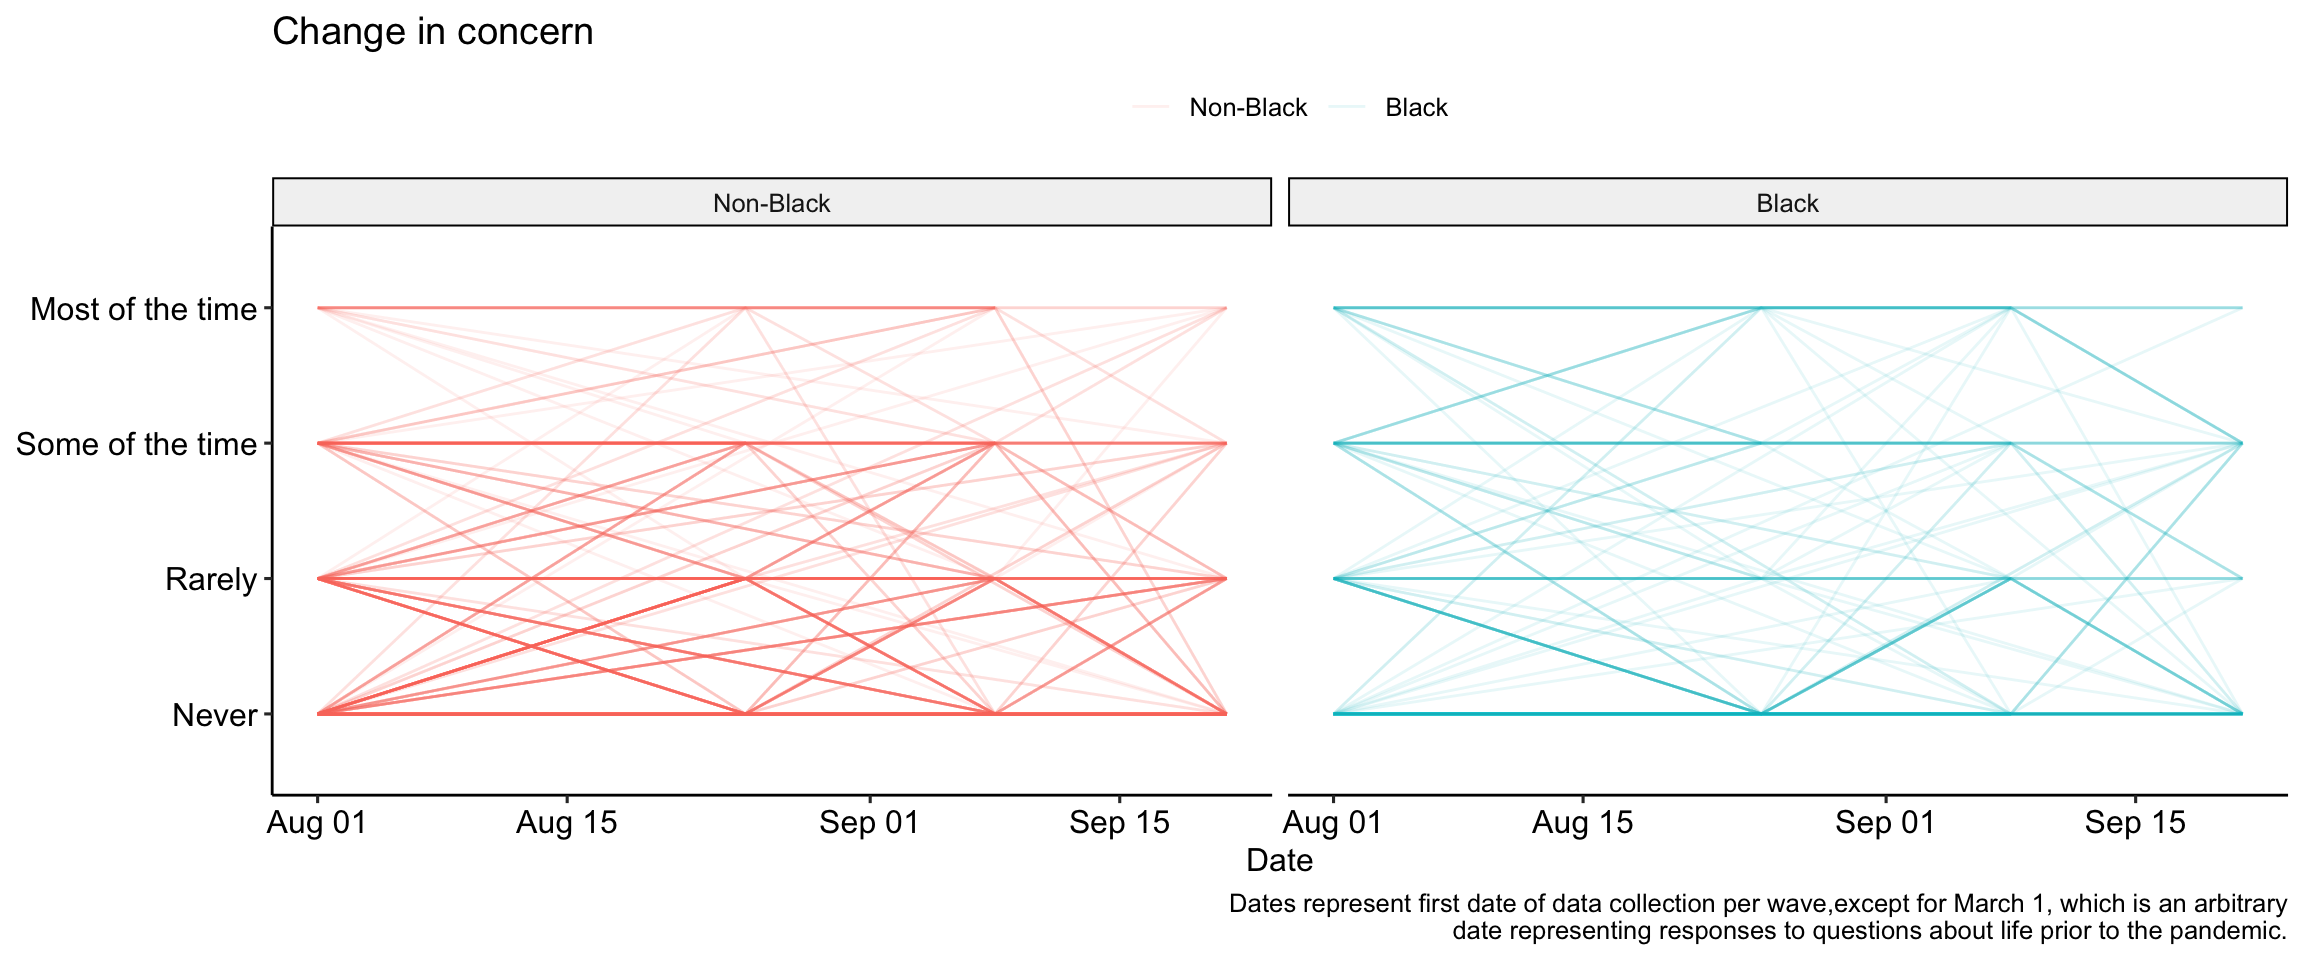 Change in concern
Non-Black Black
Non-Black
Black
Most of the time
Some of the time
Rarely
Never
Aug 01 Aug 15 Sep 01 Sep 15
Aug 01 Aug 15 Sep 01 Sep 15
Date
Dates represent first date of data collection per wave,except for March 1, which is an arbitrary
date representing responses to questions about life prior to the pandemic.